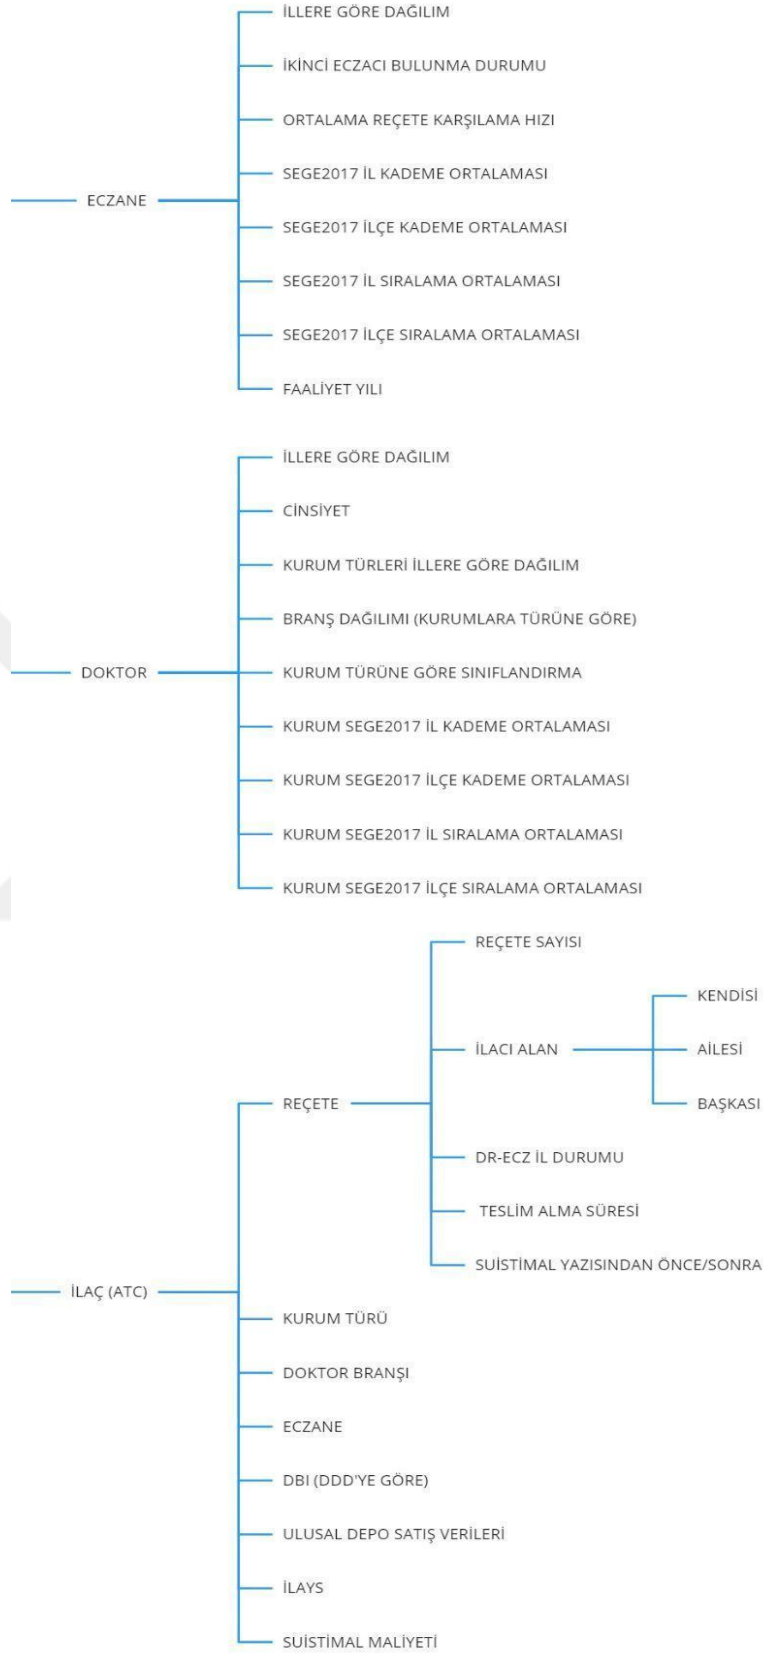 İLLERE GÖRE DAĞILIM
İKİNCİ ECZACI BULUNMA DURUMU
ORTALAMA REÇETE KARŞILAMA HIZI
SEGE2017 İL KADEME ORTALAMASI
ECZANE
SEGE2017 İLÇE KADEME ORTALAMASI
SEGE2017 İL SIRALAMA ORTALAMASI
SEGE2017 İLÇE SIRALAMA ORTALAMASI
FAALİYET YILI
İLLERE GÖRE DAĞILIM
CİNSİYET
KURUM TÜRLERİ İLLERE GÖRE DAĞILIM
BRANŞ DAĞILIMI (KURUMLARA TÜRÜNE GÖRE)
DOKTOR
KURUM TÜRÜNE GÖRE SINIFLANDIRMA
KURUM SEGE2017 İL KADEME ORTALAMASI
KURUM SEGE2017 İLÇE KADEME ORTALAMASI
KURUM SEGE2017 İL SIRALAMA ORTALAMASI
KURUM SEGE2017 İLÇE SIRALAMA ORTALAMASI
REÇETE SAYISI
KENDİSİ
İLACI ALAN
AİLESİ
BAŞKASI
REÇETE
DR-ECZ İL DURUMU
TESLİM ALMA SÜRESİ
SUİSTİMAL YAZISINDAN ÖNCE/SONRA
İLAÇ (ATC)
KURUM TÜRÜ
DOKTOR BRANŞI
ECZANE
DBI (DDD'YE GÖRE)
ULUSAL DEPO SATIŞ VERİLERİ
İLAYS
SUİSTİMAL MALİYETİ